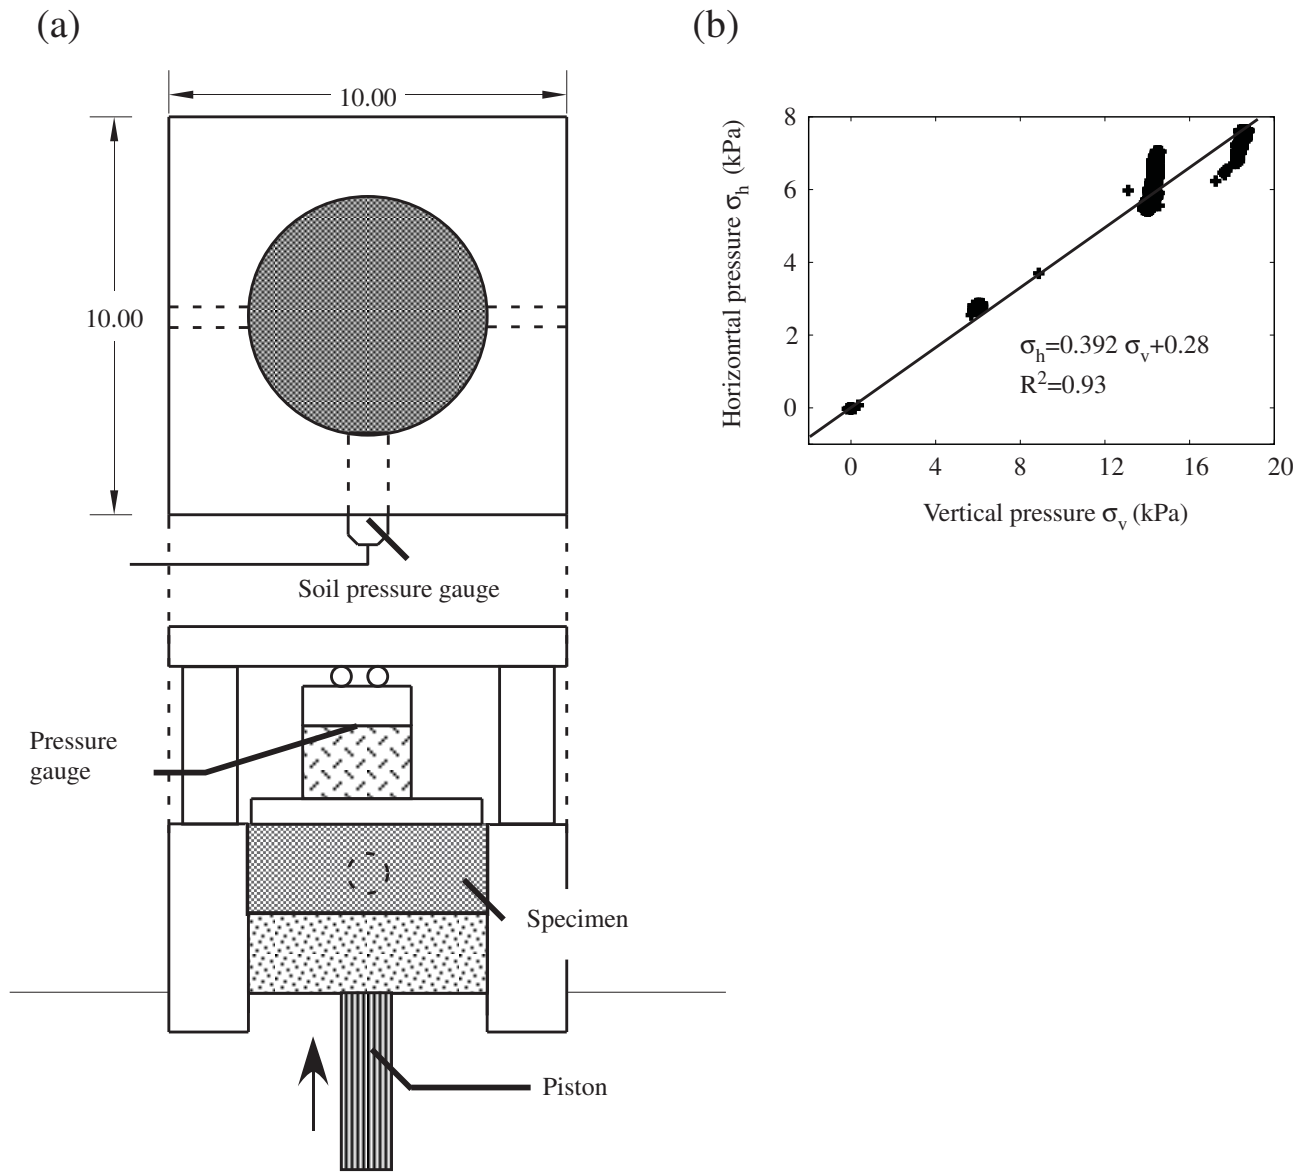 (a)
10.00
10.00
Soil pressure gauge
Pressure
gauge
Specimen
Piston
(b)
Horizonrtal pressure σh (kPa)
8
6
4
2
0
σh=0.392 σv+0.28
R2=0.93
0 4 8 12 16 20
Vertical pressure σv (kPa)